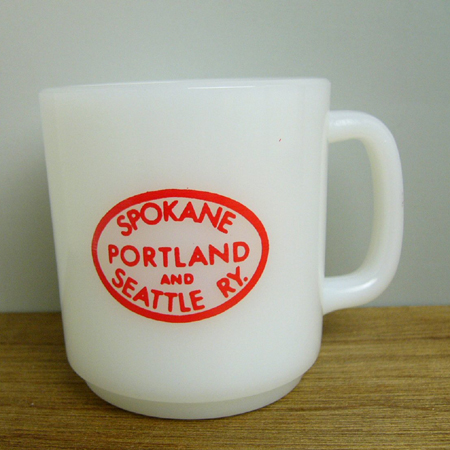 SPOKANE
PORTLAND
AND
SEATTLE RY.